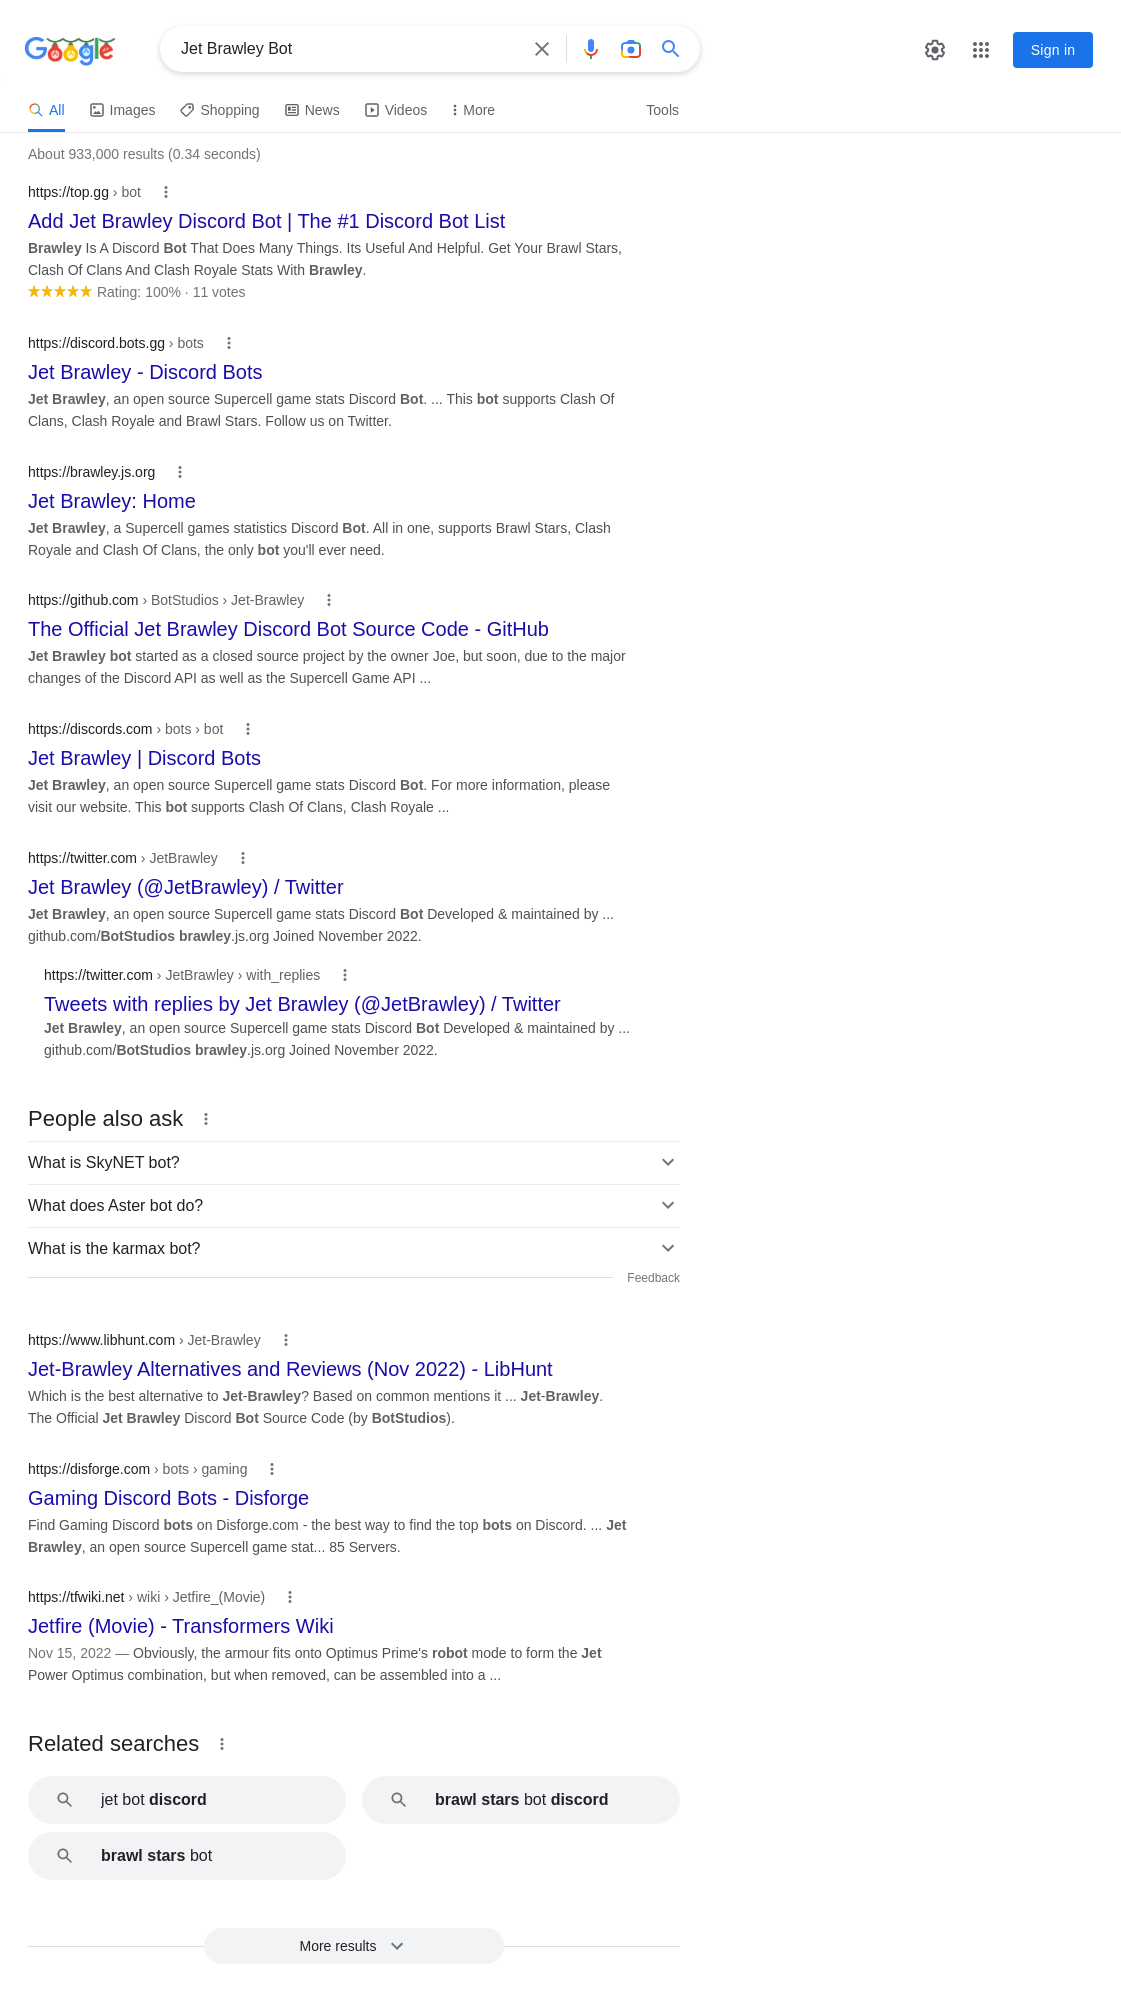 Google
Jet Brawley Bot
Sign in
All Images Shopping News Videos More Tools
About 933,000 results (0.34 seconds)
https://top.gg › bot
Add Jet Brawley Discord Bot | The #1 Discord Bot List
Brawley Is A Discord Bot That Does Many Things. Its Useful And Helpful. Get Your Brawl Stars,
Clash Of Clans And Clash Royale Stats With Brawley.
Rating: 100% · 11 votes
https://discord.bots.gg › bots
Jet Brawley - Discord Bots
Jet Brawley, an open source Supercell game stats Discord Bot. ... This bot supports Clash Of
Clans, Clash Royale and Brawl Stars. Follow us on Twitter.
https://brawley.js.org
Jet Brawley: Home
Jet Brawley, a Supercell games statistics Discord Bot. All in one, supports Brawl Stars, Clash
Royale and Clash Of Clans, the only bot you'll ever need.
https://github.com › BotStudios › Jet-Brawley
The Official Jet Brawley Discord Bot Source Code - GitHub
Jet Brawley bot started as a closed source project by the owner Joe, but soon, due to the major
changes of the Discord API as well as the Supercell Game API ...
https://discords.com › bots › bot
Jet Brawley | Discord Bots
Jet Brawley, an open source Supercell game stats Discord Bot. For more information, please
visit our website. This bot supports Clash Of Clans, Clash Royale ...
https://twitter.com › JetBrawley
Jet Brawley (@JetBrawley) / Twitter
Jet Brawley, an open source Supercell game stats Discord Bot Developed & maintained by ...
github.com/BotStudios brawley.js.org Joined November 2022.
https://twitter.com › JetBrawley › with_replies
Tweets with replies by Jet Brawley (@JetBrawley) / Twitter
Jet Brawley, an open source Supercell game stats Discord Bot Developed & maintained by ...
github.com/BotStudios brawley.js.org Joined November 2022.
People also ask
What is SkyNET bot?
What does Aster bot do?
What is the karmax bot?
Feedback
https://www.libhunt.com › Jet-Brawley
Jet-Brawley Alternatives and Reviews (Nov 2022) - LibHunt
Which is the best alternative to Jet-Brawley? Based on common mentions it ... Jet-Brawley.
The Official Jet Brawley Discord Bot Source Code (by BotStudios).
https://disforge.com › bots › gaming
Gaming Discord Bots - Disforge
Find Gaming Discord bots on Disforge.com - the best way to find the top bots on Discord. ... Jet
Brawley, an open source Supercell game stat... 85 Servers.
https://tfwiki.net › wiki › Jetfire_(Movie)
Jetfire (Movie) - Transformers Wiki
Nov 15, 2022 — Obviously, the armour fits onto Optimus Prime's robot mode to form the Jet
Power Optimus combination, but when removed, can be assembled into a ...
Related searches
jet bot discord
brawl stars bot discord
brawl stars bot
More results